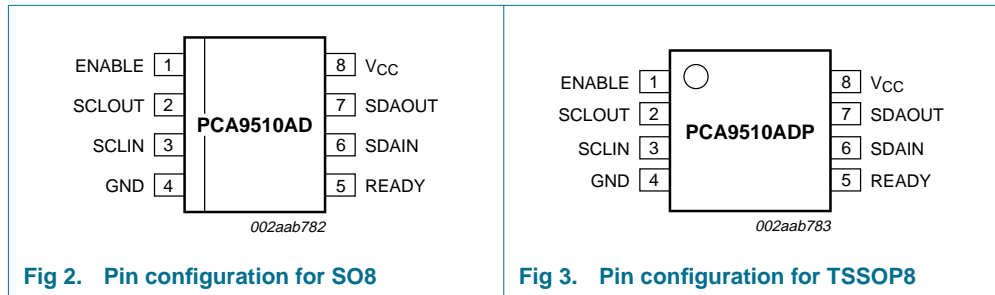 ENABLE 1 8 VCC
SCLOUT 2 7 SDAOUT
PCA9510AD
SCLIN 3 6 SDAIN
GND 4 5 READY
002aab782
Fig 2. Pin configuration for SO8
ENABLE 1 8 VCC
SCLOUT 2 7 SDAOUT
PCA9510ADP
SCLIN 3 6 SDAIN
GND 4 5 READY
002aab783
Fig 3. Pin configuration for TSSOP8